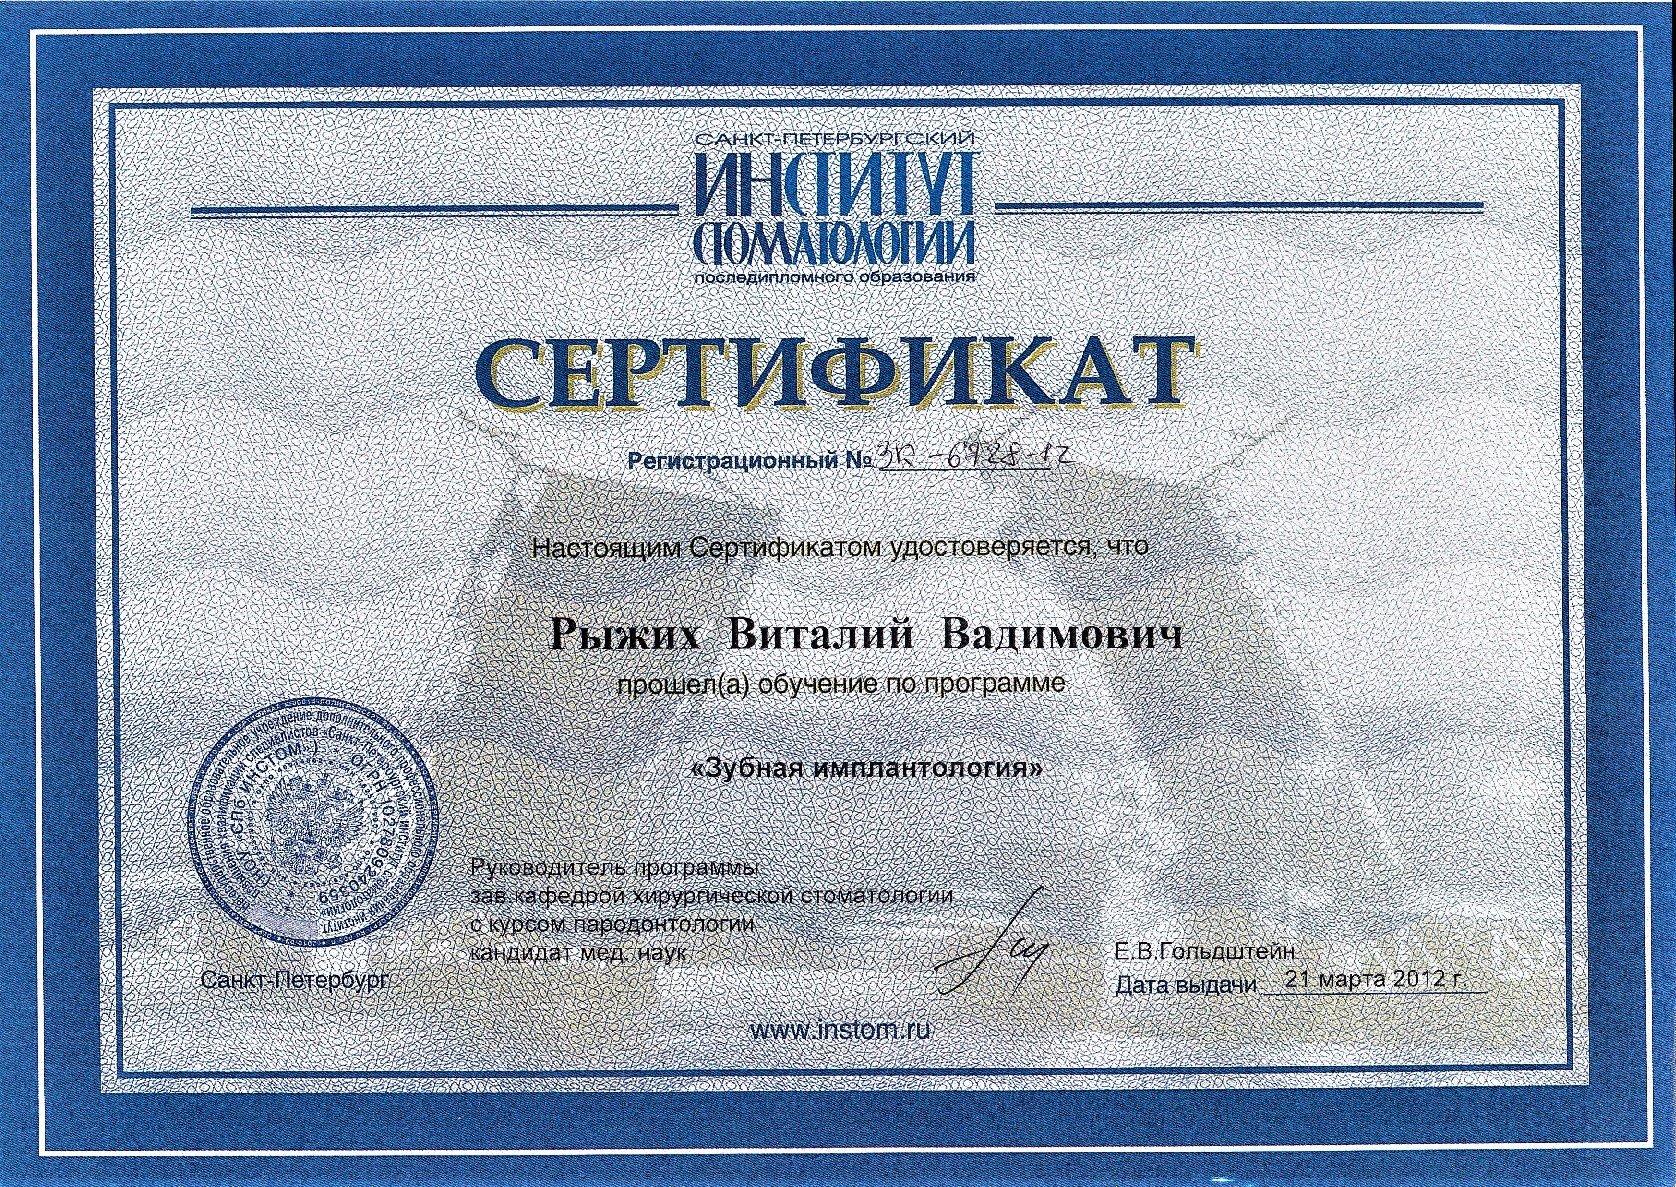 САНКТ-ПЕТЕРБУРГСКИЙ
ИНСТИТУТ
СТОМАТОЛОГИИ
последипломного образования
СЕРТИФИКАТ
Регистрационный №
Настоящим Сертификатом удостоверяется, что
Рыжих Виталий Вадимович
прошел(а) обучение по программе
«Зубная имплантология»
Руководитель программы
зав.кафедрой хирургической стоматологии
с курсом пародонтологии
кандидат мед. наук
Е.В.Гольдштейн
Санкт-Петербург
Дата выдачи 21 марта 2012 г
www.instom.ru